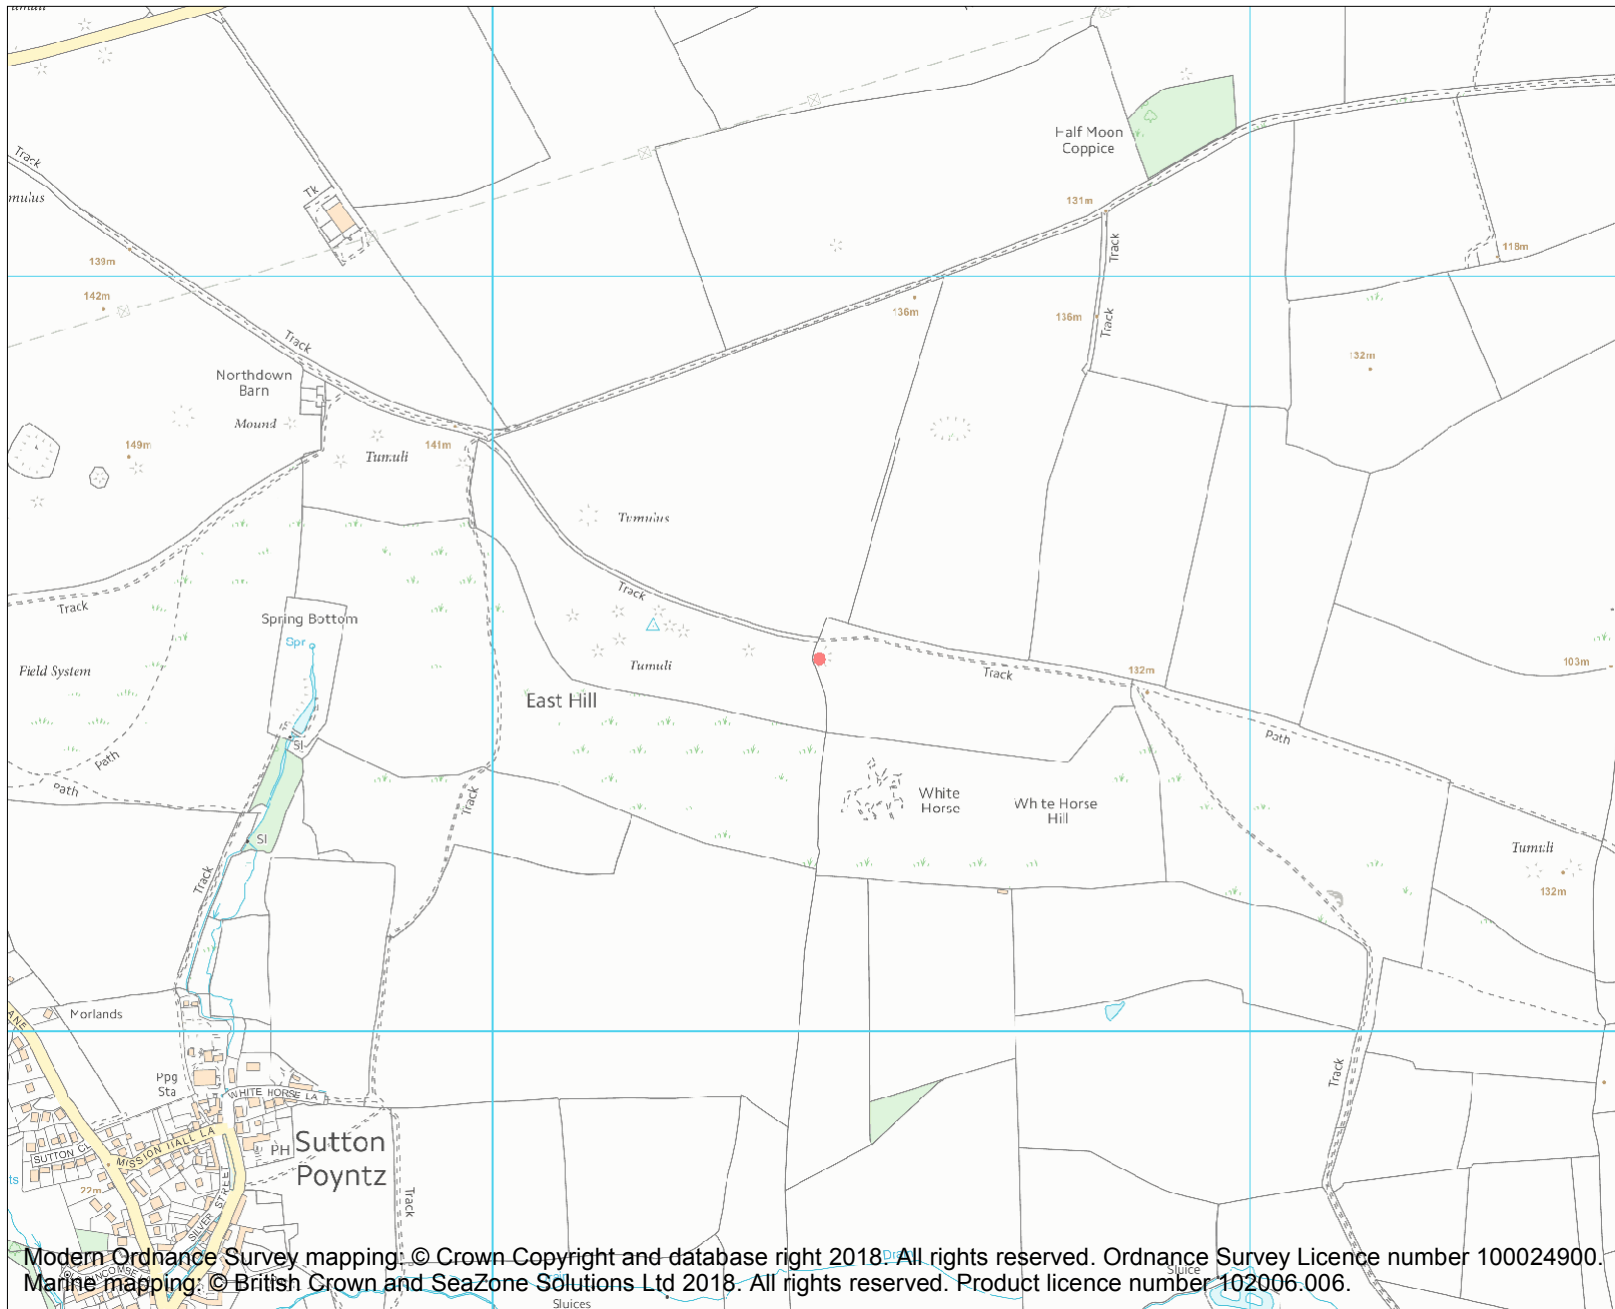 Track
139m
142m
Tk
Track
Northdown
Barn
Mound
149m
Tumuli
141m
Half Moon
Coppice
131m
Track
118m
136m
136m
Track
132m
Tumulus
Track
Spring Bottom
Spr
Track
Field System
Path
Path
East Hill
Tumuli
Track
132m
103m
Path
Sl
Sl
Track
Track
White
Horse
White Horse
Hill
Tumuli
132m
Morlands
Ppg
Sta
WHITE HORSE LA
MISSION HALL LA
PH
Sutton
Poyntz
22m
SILVER STREET
Track
Track
Drain
Sluice
Sluices
Modern Ordnance Survey mapping: © Crown Copyright and database right 2018. All rights reserved. Ordnance Survey Licence number 100024900.
Marine mapping: © British Crown and SeaZone Solutions Ltd 2018. All rights reserved. Product licence number 102006.006.